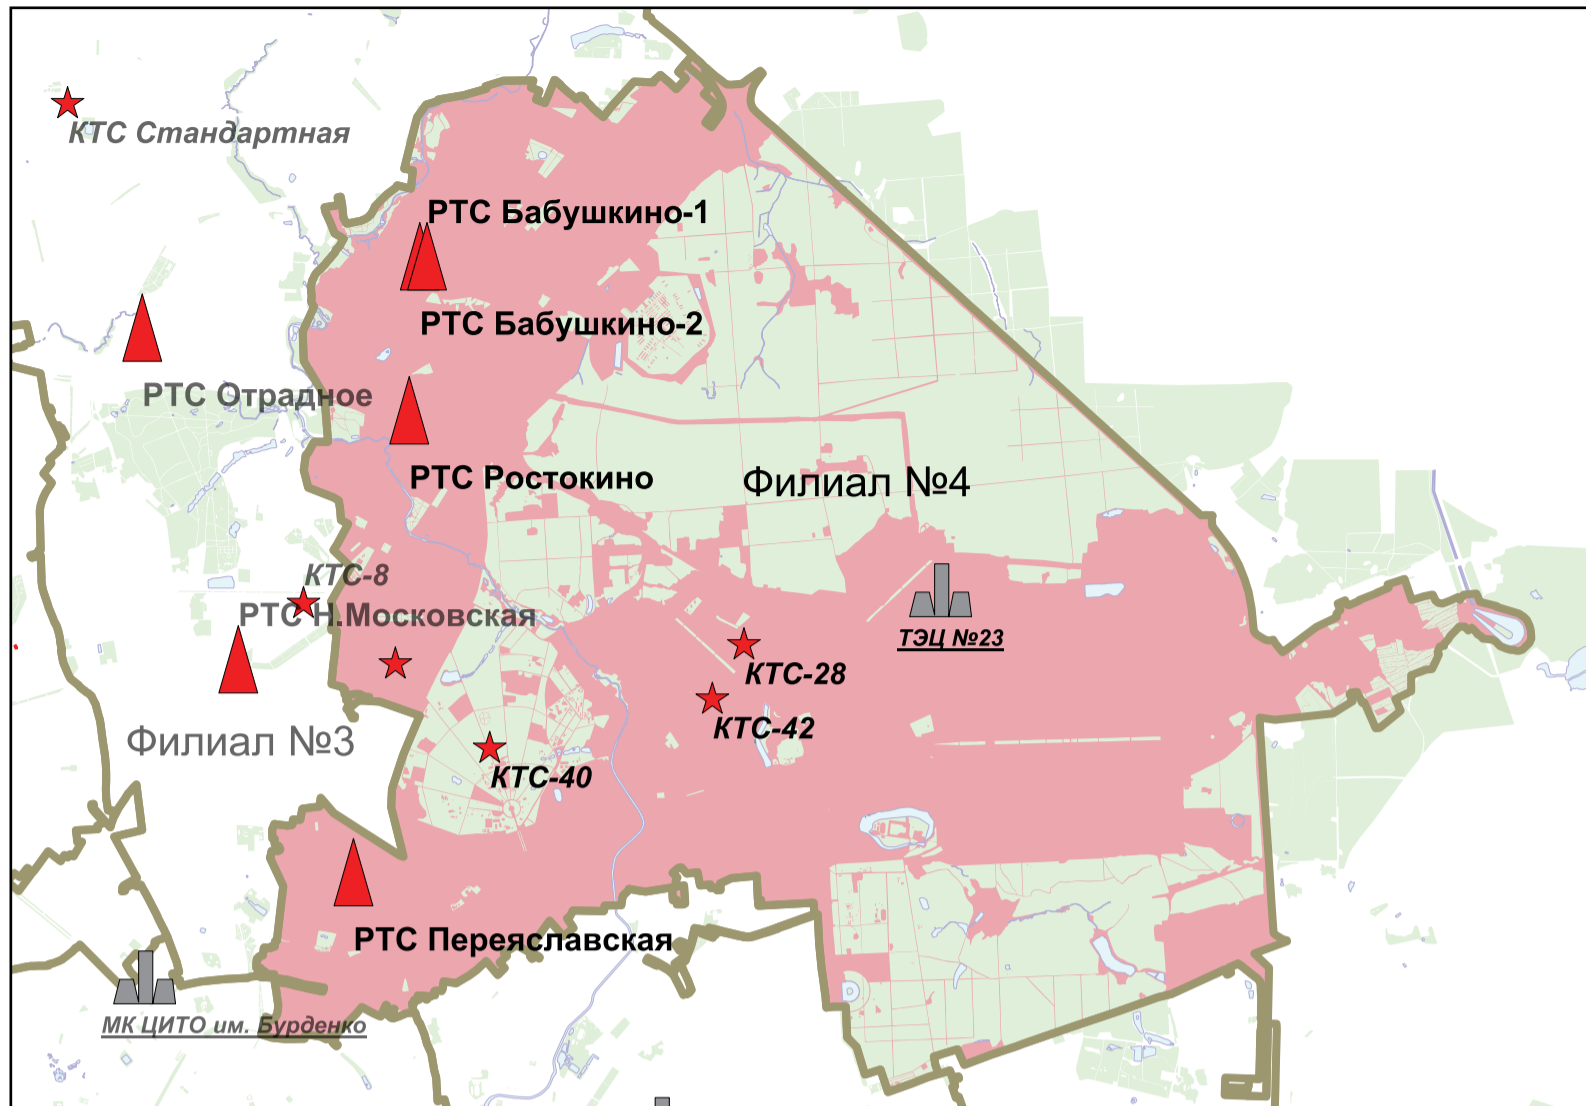 КТС Стандартная
РТС Бабушкино-1
РТС Бабушкино-2
РТС Отрадное
РТС Ростокино
Филиал №4
КТС-8
РТС Н.Московская
ТЭЦ №23
КТС-28
КТС-42
Филиал №3
КТС-40
РТС Переяславская
МК ЦИТО им. Бурденко